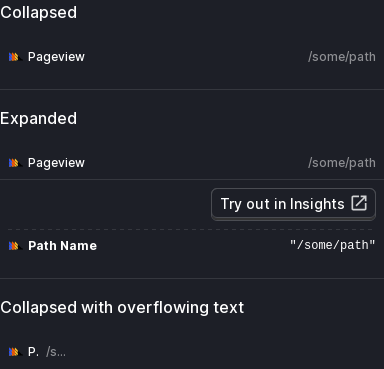 Collapsed
Pageview /some/path
Expanded
Pageview /some/path
Try out in Insights
Path Name "/some/path"
Collapsed with overflowing text
P. /s...